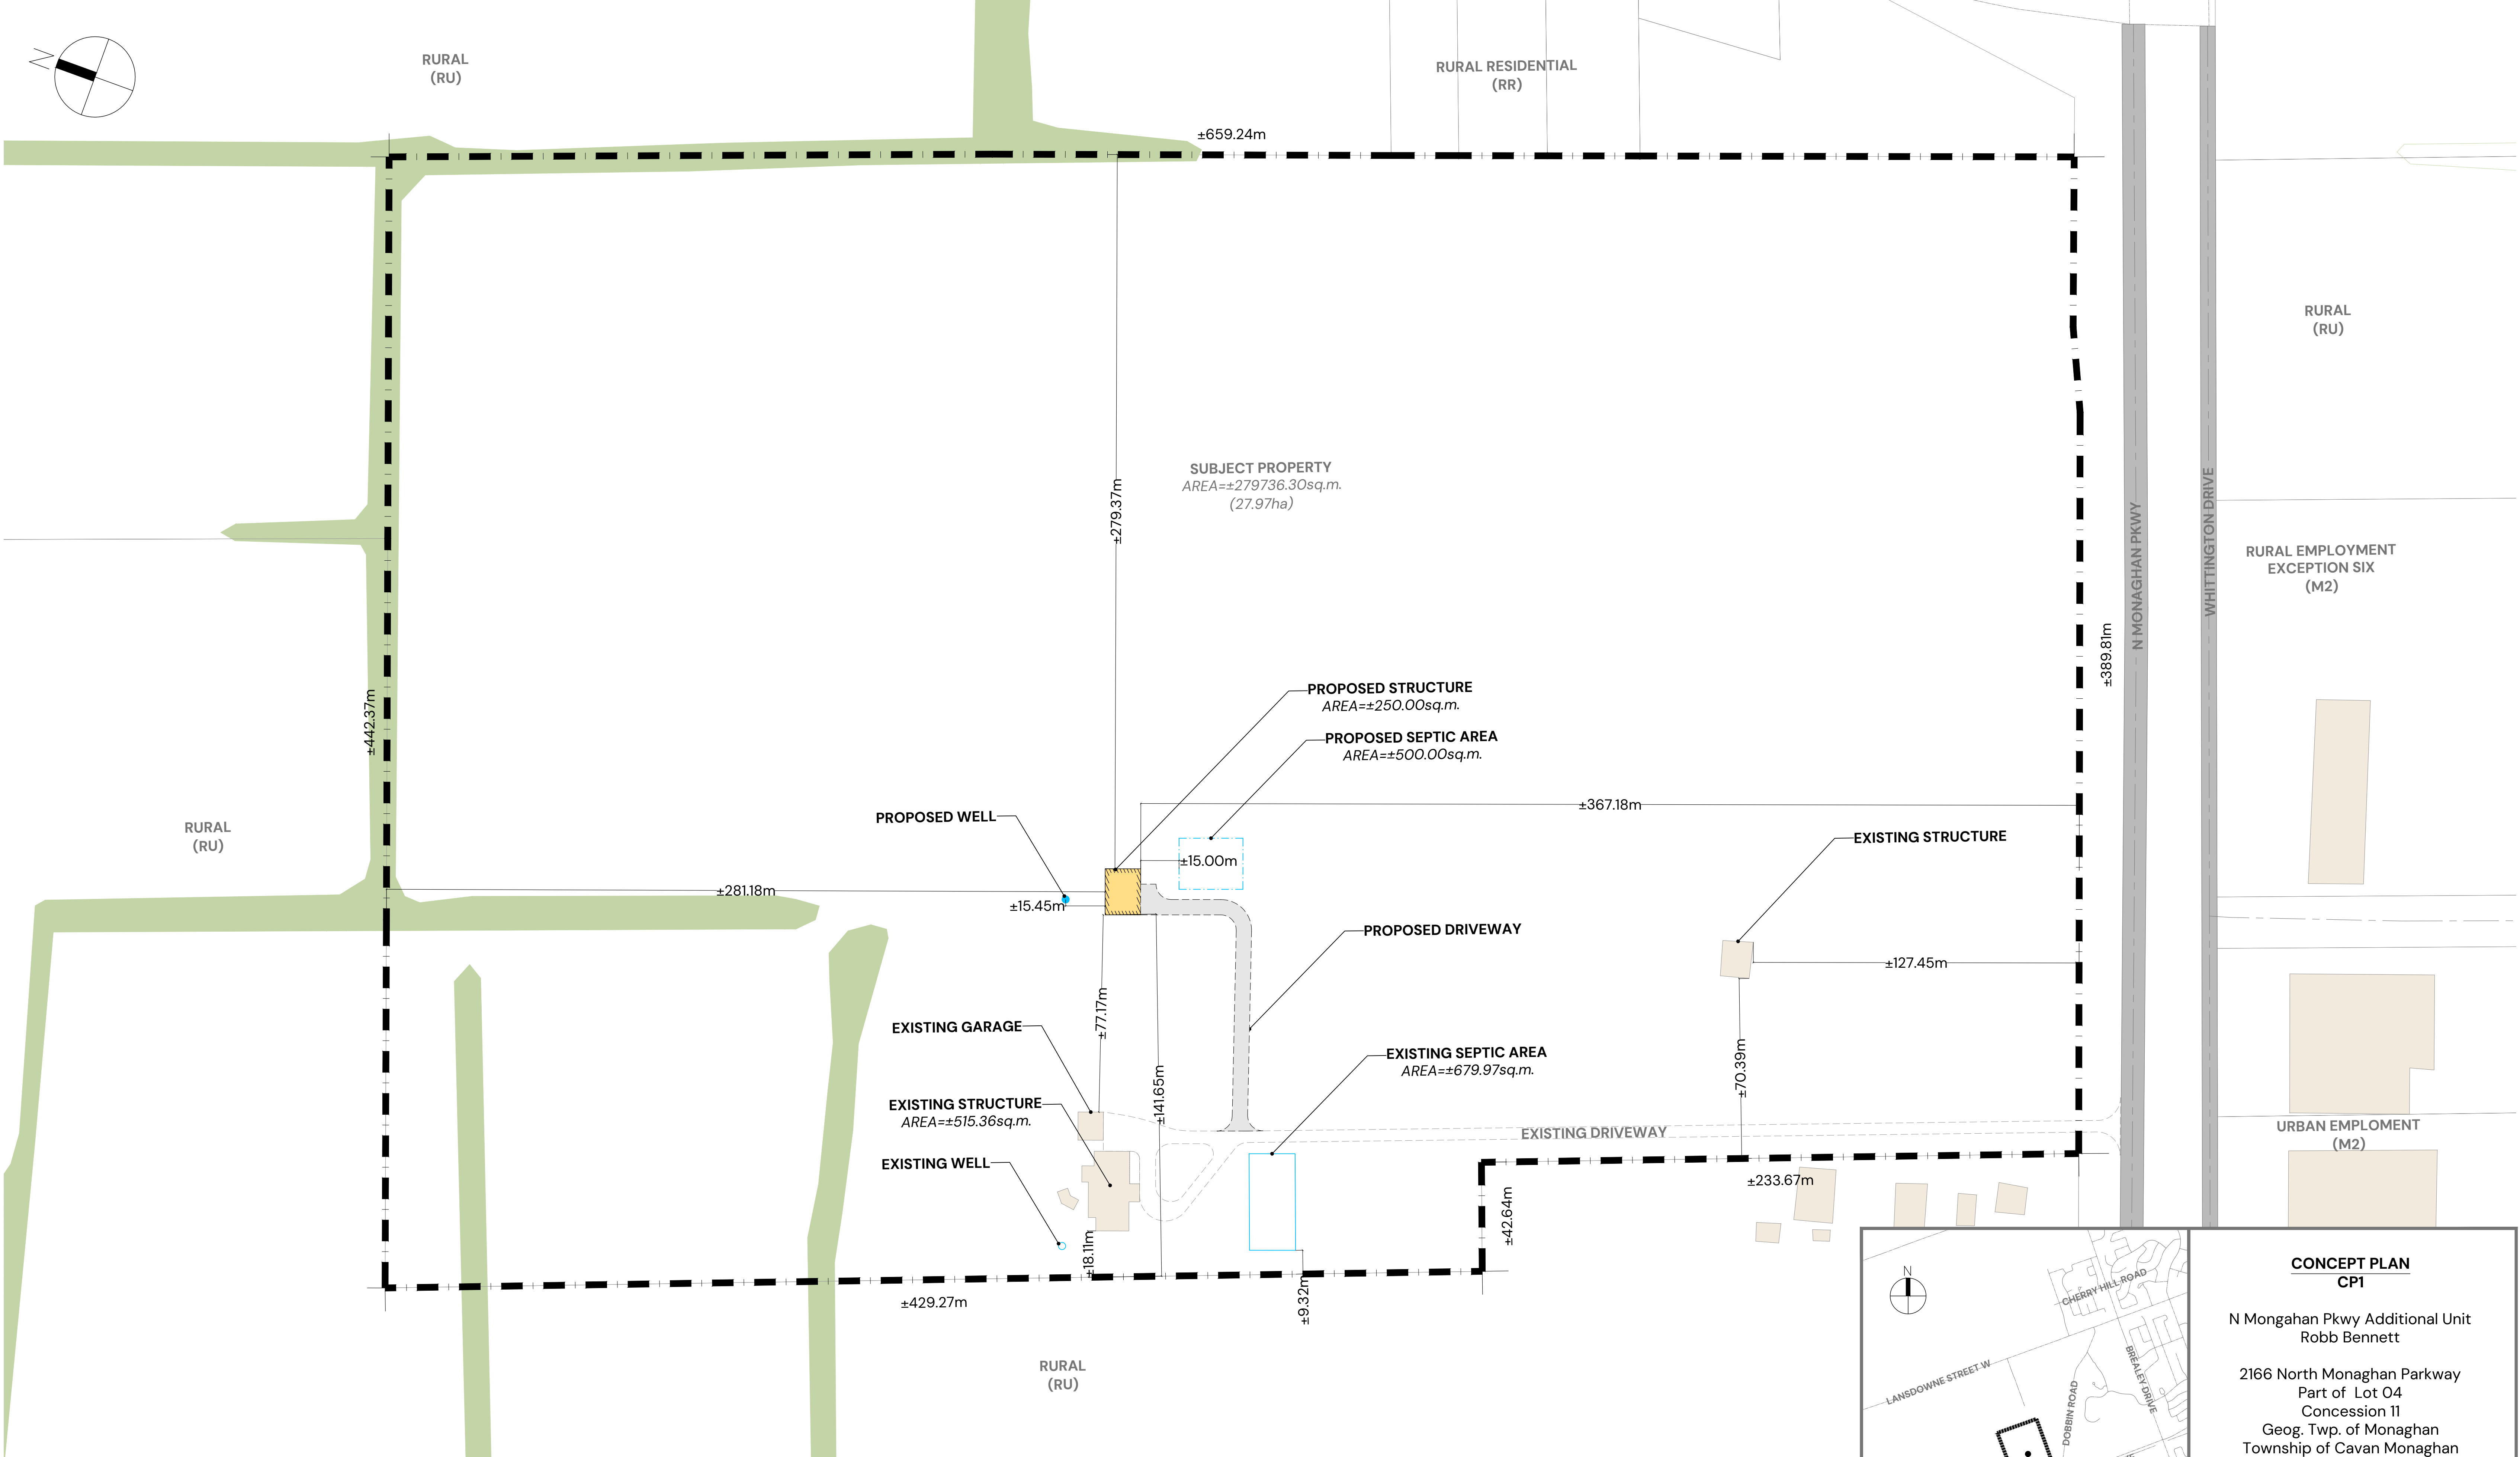 N
RURAL
(RU)
RURAL RESIDENTIAL
(RR)
±659.24m
RURAL
(RU)
SUBJECT PROPERTY
AREA=±279736.30sq.m.
(27.97ha)
±279.37m
N MONAGHAN PKWY
WHITTINGTON DRIVE
RURAL EMPLOYMENT
EXCEPTION SIX
(M2)
±389.81m
±442.37m
PROPOSED STRUCTURE
AREA=±250.00sq.m.
PROPOSED SEPTIC AREA
AREA=±500.00sq.m.
±367.18m
PROPOSED WELL
RURAL
(RU)
EXISTING STRUCTURE
±15.00m
±281.18m
±15.45m
PROPOSED DRIVEWAY
±127.45m
±77.17m
EXISTING GARAGE
EXISTING SEPTIC AREA
AREA=±679.97sq.m.
±70.39m
±141.65m
EXISTING STRUCTURE
AREA=±515.36sq.m.
EXISTING DRIVEWAY
URBAN EMPLOMENT
(M2)
EXISTING WELL
±233.67m
±42.64m
±18.11m
±9.32m
±429.27m
RURAL
(RU)
N
CHERRY HILL ROAD
LANSDOWNE STREET W
BREALEY DRIVE
DOBBIN ROAD
CONCEPT PLAN
CP1
N Mongahan Pkwy Additional Unit
Robb Bennett
2166 North Monaghan Parkway
Part of Lot 04
Concession 11
Geog. Twp. of Monaghan
Township of Cavan Monaghan